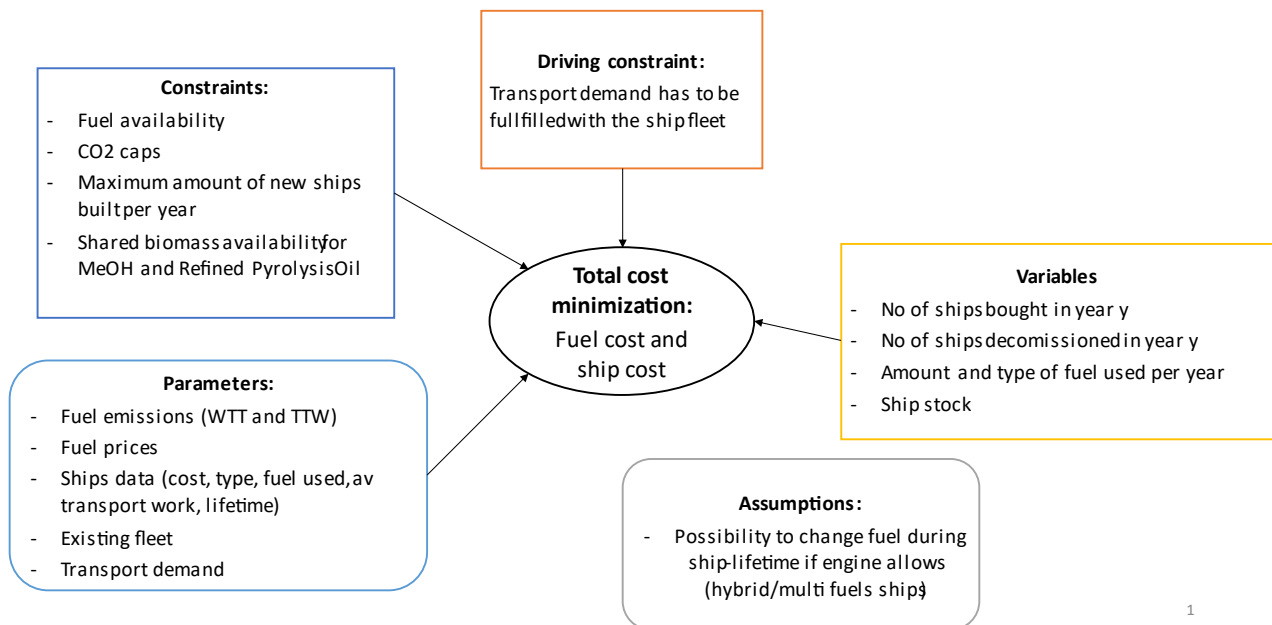 Driving constraint:
Transport demand has to be
fullfilled with the ship fleet
Constraints:
- Fuel availability
- CO2 caps
- Maximum amount of new ships
built per year
- Shared biomass availability for
MeOH and Refined Pyrolysis Oil
Total cost
minimization:
Fuel cost and
ship cost
Variables
- No of ships bought in year y
- No of ships decomissioned in year y
- Amount and type of fuel used per year
- Ship stock
Parameters:
- Fuel emissions (WTT and TTW)
- Fuel prices
- Ships data (cost, type, fuel used, av
transport work, lifetime)
- Existing fleet
- Transport demand
Assumptions:
- Possibility to change fuel during
ship-lifetime if engine allows
(hybrid/multi fuels ships)
1